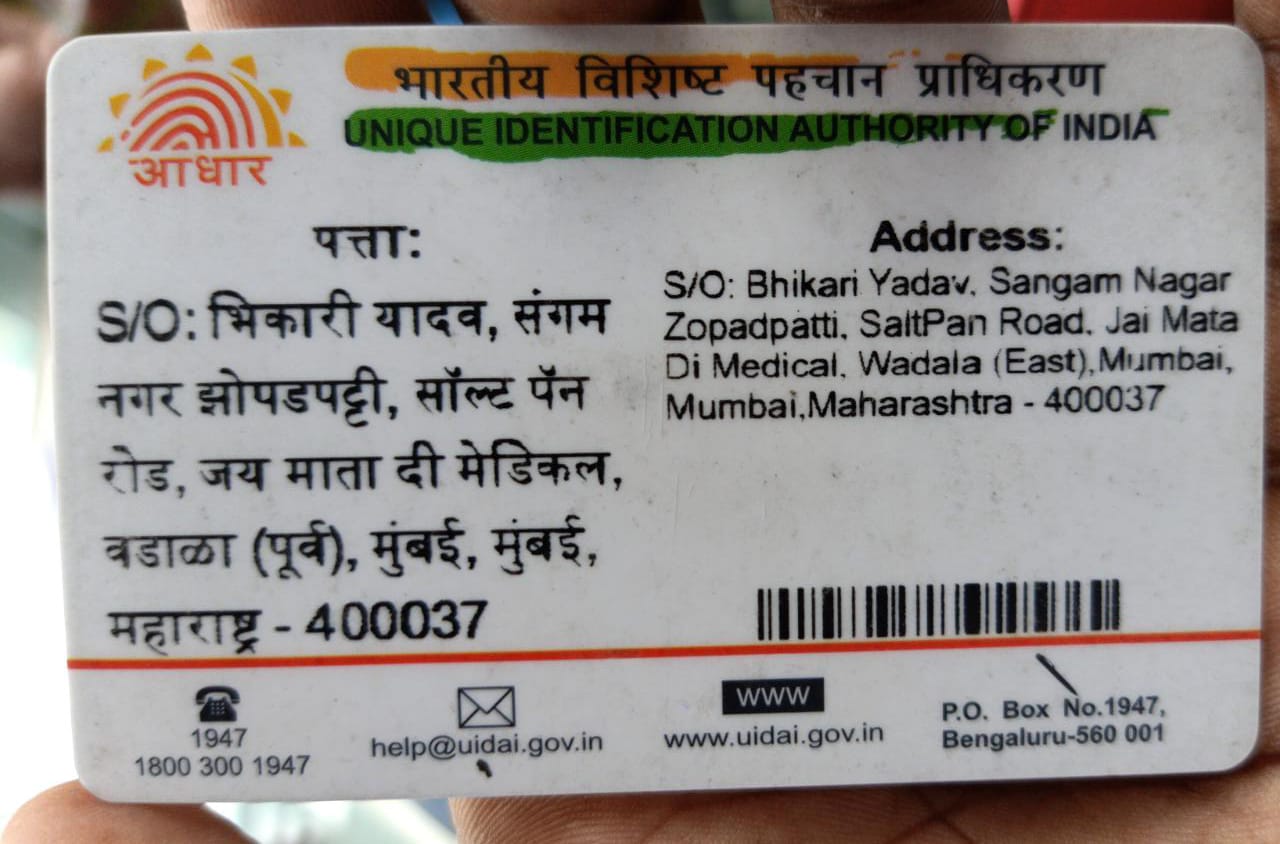 भारतीय विशिष्ट पहचान प्राधिकरण
UNIQUE IDENTIFICATION AUTHORITY OF INDIA
आधार
पत्ता:
S/O: भिकारी यादव, संगम
नगर झोपडपट्टी, सॉल्ट पॅन
रोड, जय माता दी मेडिकल,
वडाळा (पूर्व), मुंबई, मुंबई,
महाराष्ट्र - 400037
Address:
S/O: Bhikari Yadav, Sangam Nagar
Zopadpatti, SaltPan Road, Jai Mata
Di Medical, Wadala (East),Mumbai,
Mumbai,Maharashtra - 400037
1947
1800 300 1947
help@uidai.gov.in
WWW
www.uidai.gov.in
P.O. Box No.1947,
Bengaluru-560 001